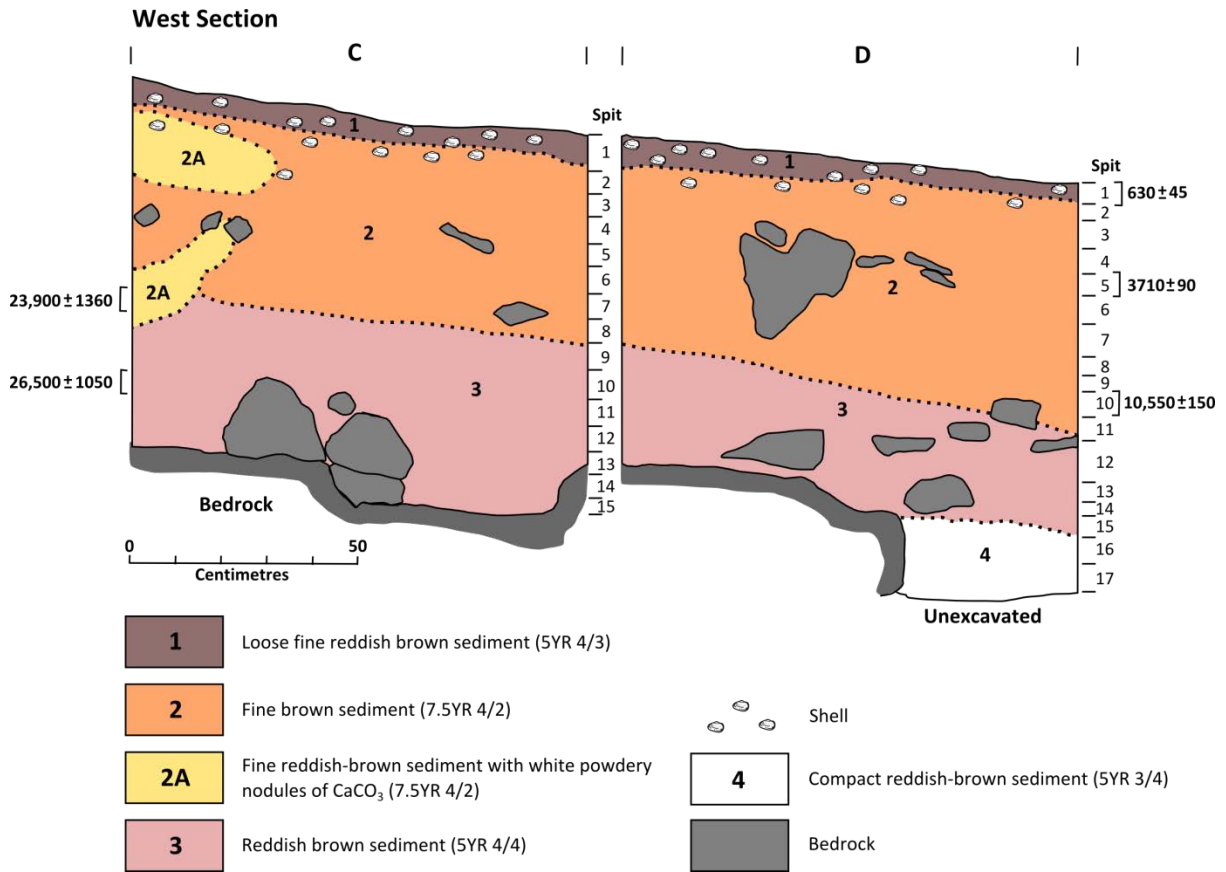 West Section
C
D
Spit
1
2
3
4
5
6
7
8
9
10
11
12
13
14
15
1
2A
2
2A
3
23,900±1360
26,500±1050
Bedrock
0 50
Centimetres
1
2
3
4
Spit
1
2
3
4
5
6
7
8
9
10
11
12
13
14
15
16
17
630±45
3710±90
10,550±150
Unexcavated
1 Loose fine reddish brown sediment (5YR 4/3)
2 Fine brown sediment (7.5YR 4/2)
2A Fine reddish-brown sediment with white powdery
nodules of CaCO₃ (7.5YR 4/2)
3 Reddish brown sediment (5YR 4/4)
Shell
4 Compact reddish-brown sediment (5YR 3/4)
Bedrock